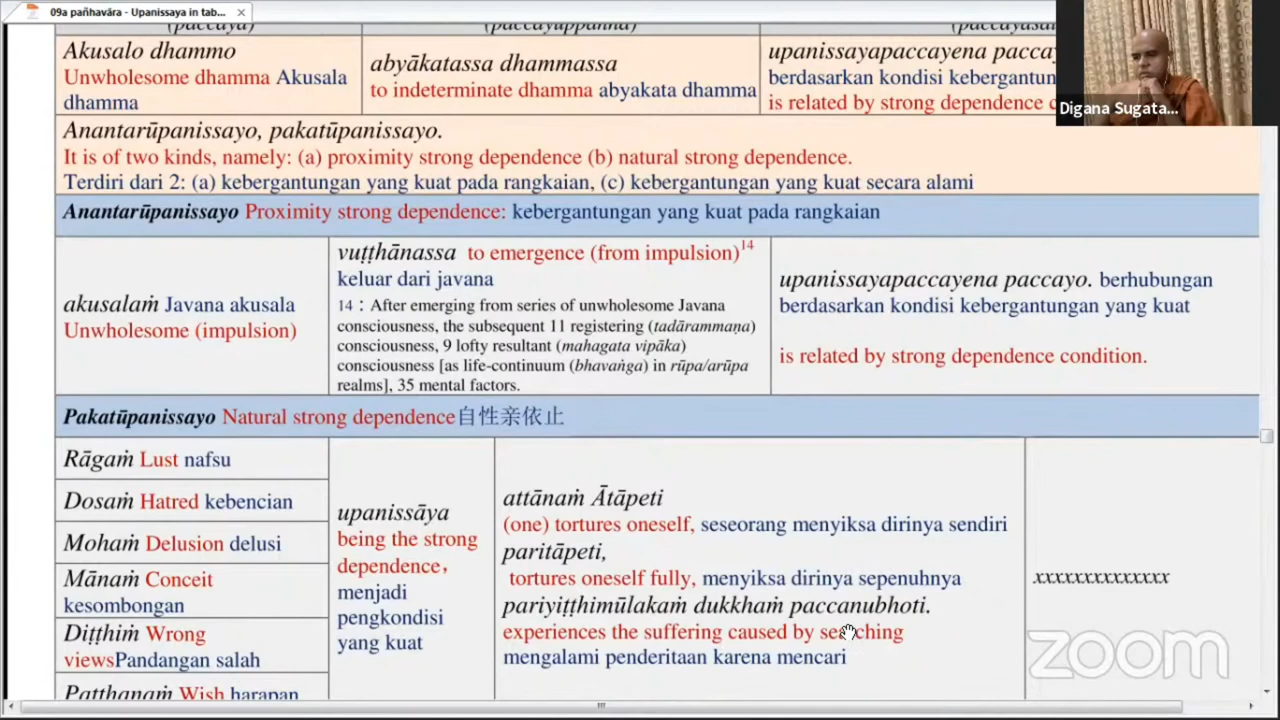 09a pañhavāra - Upanissaya in tab...
(paccaya)
(paccayuppanna)
Akusalo dhammo
Unwholesome dhamma Akusala
dhamma
abyākatassa dhammassa
to indeterminate dhamma abyakata dhamma
upanissayapaccayena
berdasarkan kondisi
is related by strong dependence
Digana Sugata...
Anantarūpanissayo, pakatūpanissayo.
It is of two kinds, namely: (a) proximity strong dependence (b) natural strong dependence.
Terdiri dari 2: (a) kebergantungan yang kuat pada rangkaian, (c) kebergantungan yang kuat secara alami
Anantarūpanissayo Proximity strong dependence: kebergantungan yang kuat pada rangkaian
akusalaṁ Javana akusala
Unwholesome (impulsion)
vuṭṭhānassa to emergence (from impulsion)14
keluar dari javana
14：After emerging from series of unwholesome Javana
consciousness, the subsequent 11 registering (tadārammaṇa)
consciousness, 9 lofty resultant (mahagata vipāka)
consciousness [as life-continuum (bhavaṅga) in rūpa/arūpa
realms], 35 mental factors.
upanissayapaccayena paccayo. berhubungan
berdasarkan kondisi kebergantungan yang kuat
is related by strong dependence condition.
Pakatūpanissayo Natural strong dependence自性亲依止
Rāgaṁ Lust nafsu
Dosaṁ Hatred kebencian
Mohaṁ Delusion delusi
Mānaṁ Conceit
kesombongan
Diṭṭhiṁ Wrong
viewsPandangan salah
Patthanaṁ Wish harapan
upanissāya
being the strong
dependence，
menjadi
pengkondisi
yang kuat
attānaṁ Ātāpeti
(one) tortures oneself, seseorang menyiksa dirinya sendiri
paritāpeti,
tortures oneself fully, menyiksa dirinya sepenuhnya
pariyiṭṭhimūlakaṁ dukkhaṁ paccanubhoti.
experiences the suffering caused by searching
mengalami penderitaan karena mencari
xxxxxxxxxxxxxx
zoom